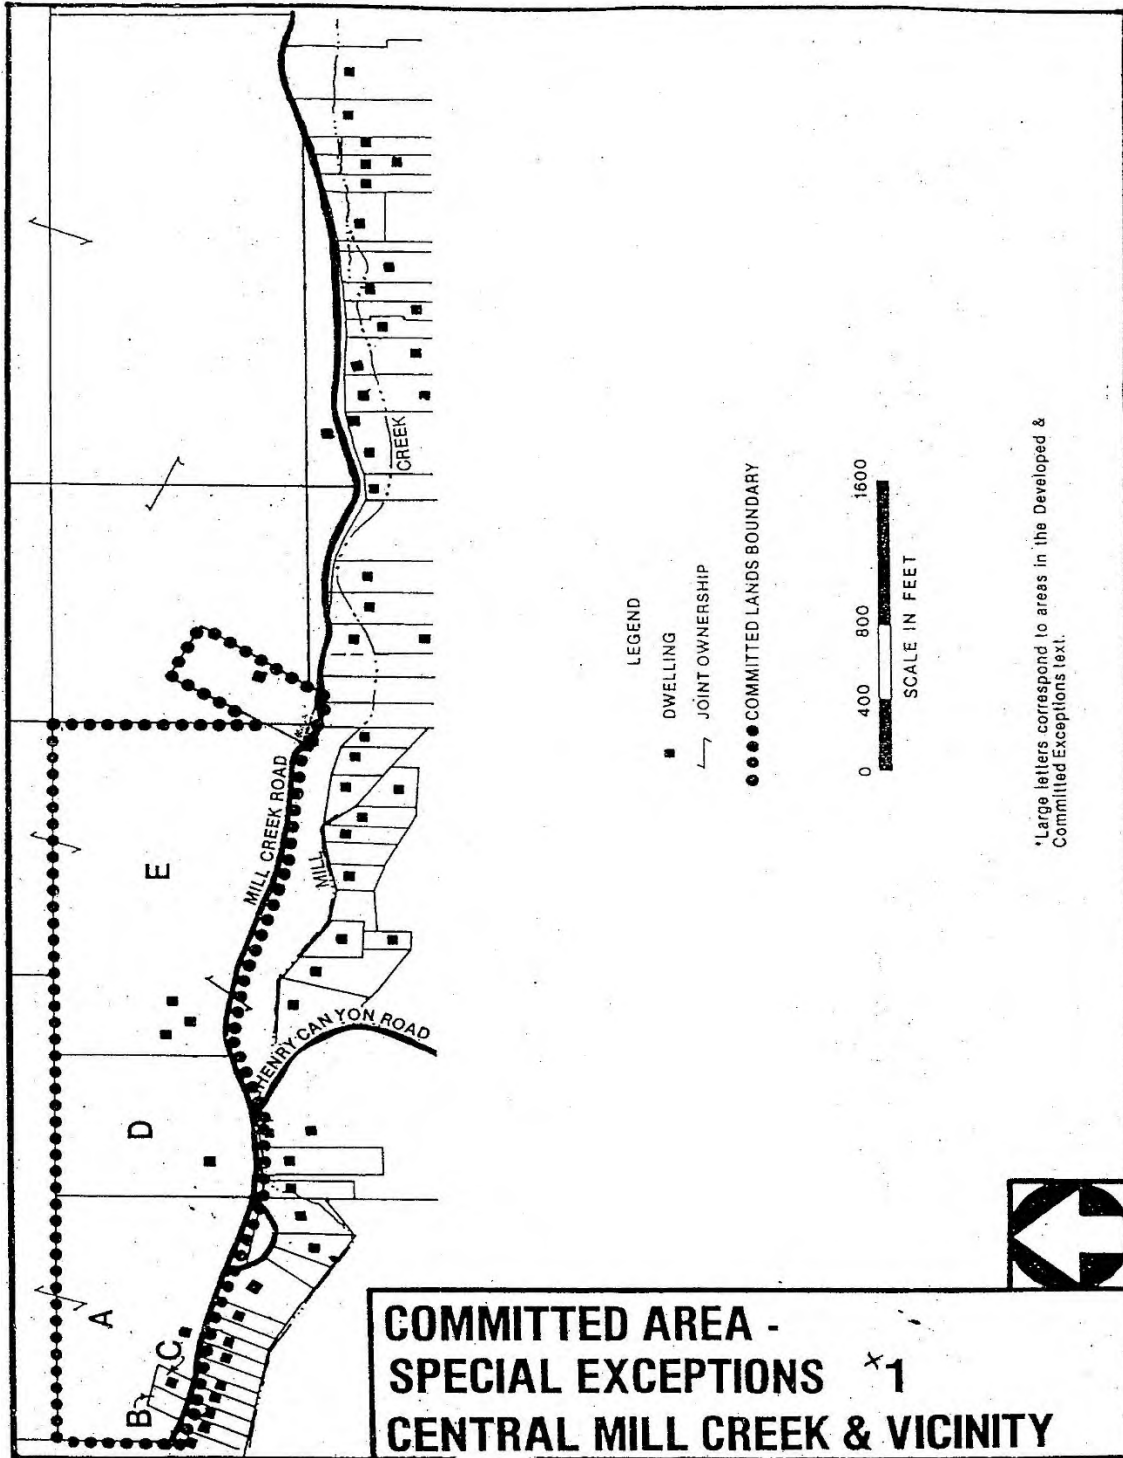 E
D
A
B
C
MILL CREEK ROAD
MILL
CREEK
HENRY CANYON ROAD
LEGEND
DWELLING
JOINT OWNERSHIP
COMMITTED LANDS BOUNDARY
0 400 800 1600
SCALE IN FEET
*Large letters correspond to areas in the Developed &
Committed Exceptions text.
COMMITTED AREA -
SPECIAL EXCEPTIONS x1
CENTRAL MILL CREEK & VICINITY